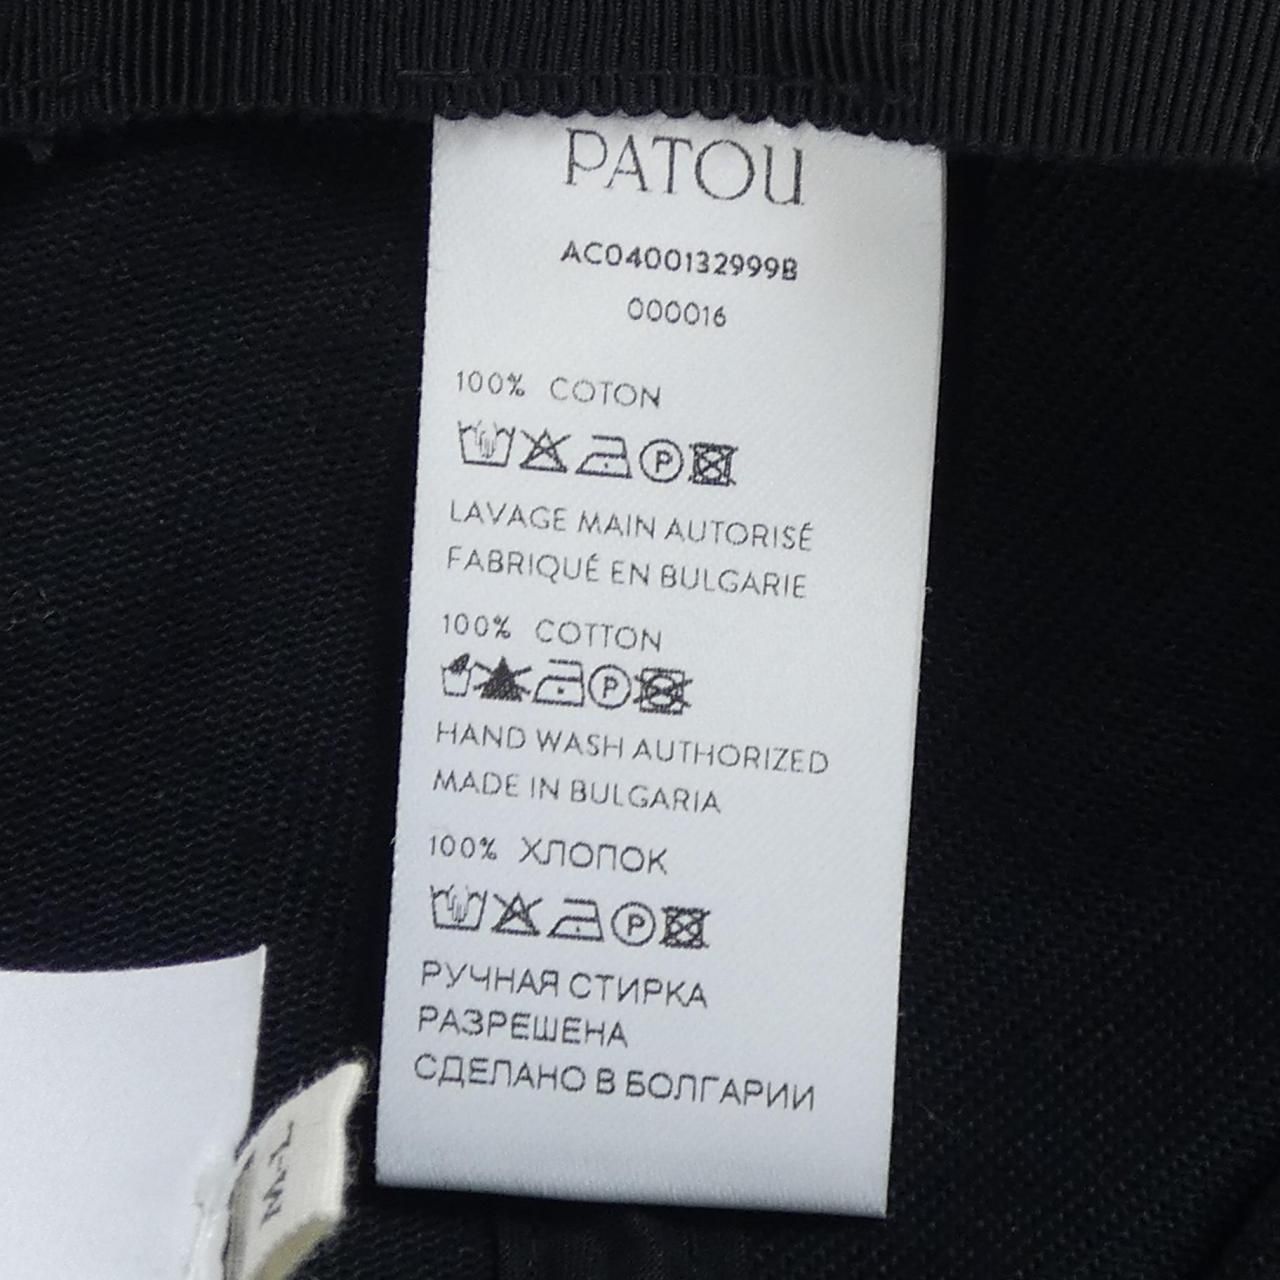 PATOU
AC0400132999B
000016
100% COTON
P
LAVAGE MAIN AUTORISÉ
FABRIQUÉ EN BULGARIE
100% COTTON
P
HAND WASH AUTHORIZED
MADE IN BULGARIA
100% ХЛОПОК
P
РУЧНАЯ СТИРКА
РАЗРЕШЕНА
СДЕЛАНО В БОЛГАРИИ
M-L